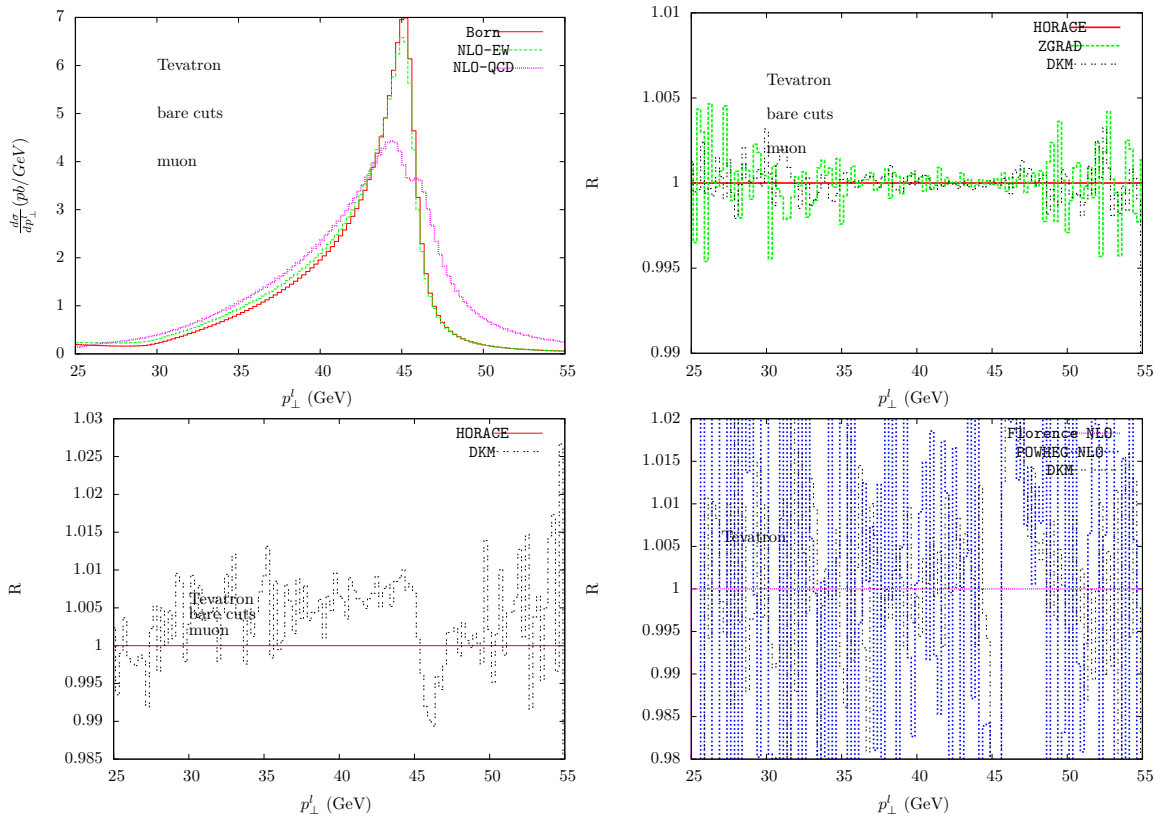 7
6
5
4
3
2
1
0
dσ/dp⊥^l (pb/GeV)
Tevatron
bare cuts
muon
Born
NLO-EW
NLO-QCD
25 30 35 40 45 50 55
p⊥^l (GeV)
1.01
1.005
1
0.995
0.99
R
Tevatron
bare cuts
muon
HORACE
ZGRAD
DKM
25 30 35 40 45 50 55
p⊥^l (GeV)
1.03
1.025
1.02
1.015
1.01
1.005
1
0.995
0.99
0.985
R
HORACE
DKM
Tevatron
bare cuts
muon
25 30 35 40 45 50 55
p⊥^l (GeV)
1.02
1.015
1.01
1.005
1
0.995
0.99
0.985
0.98
R
Florence NLO
POWHEG NLO
DKM
Tevatron
25 30 35 40 45 50 55
p⊥^l (GeV)